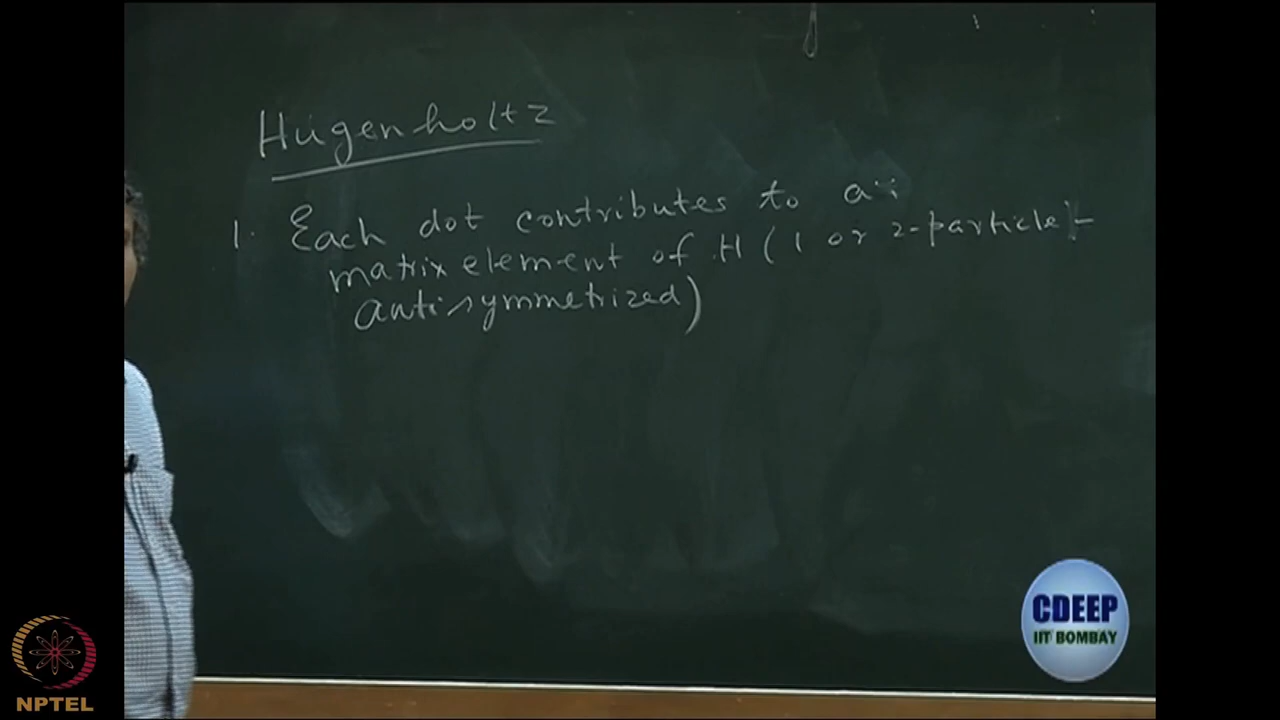 Hugenholtz
1. Each dot contributes to a
matrix element of H (1 or 2-particle -
antisymmetrized)
CDEEP
IIT BOMBAY
NPTEL